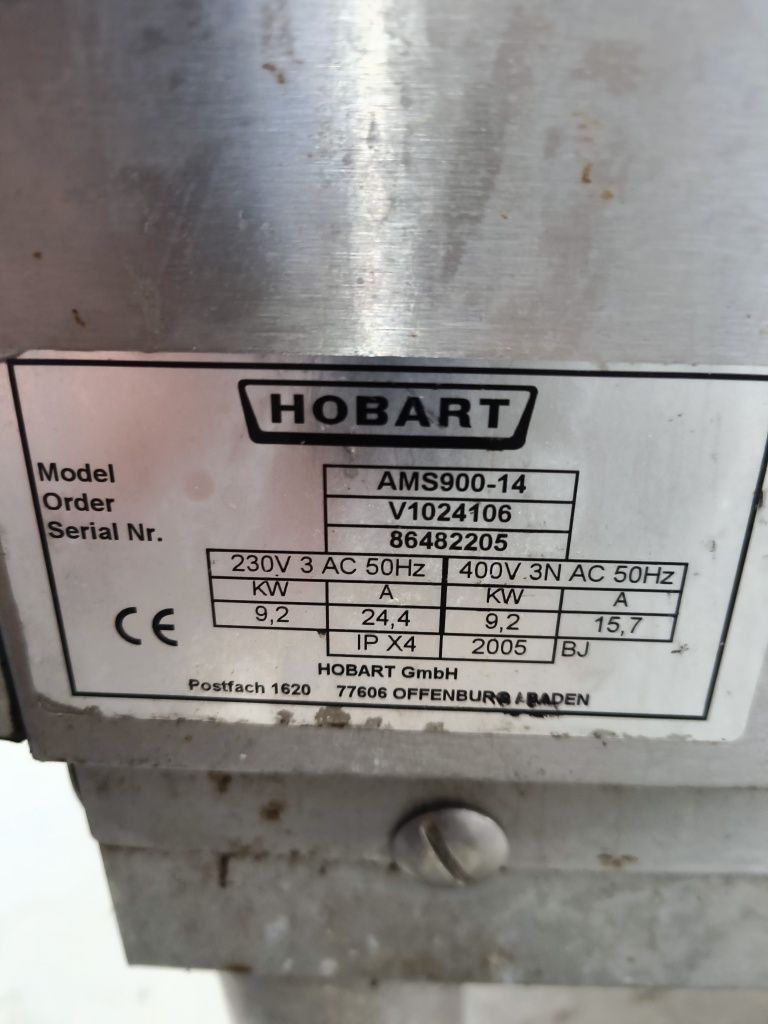 HOBART
Model AMS900-14
Order V1024106
Serial Nr. 86482205
230V 3 AC 50Hz 400V 3N AC 50Hz
KW A KW A
9,2 24,4 9,2 15,7
CE
IP X4 2005 BJ
HOBART GmbH
Postfach 1620 77606 OFFENBURG / BADEN